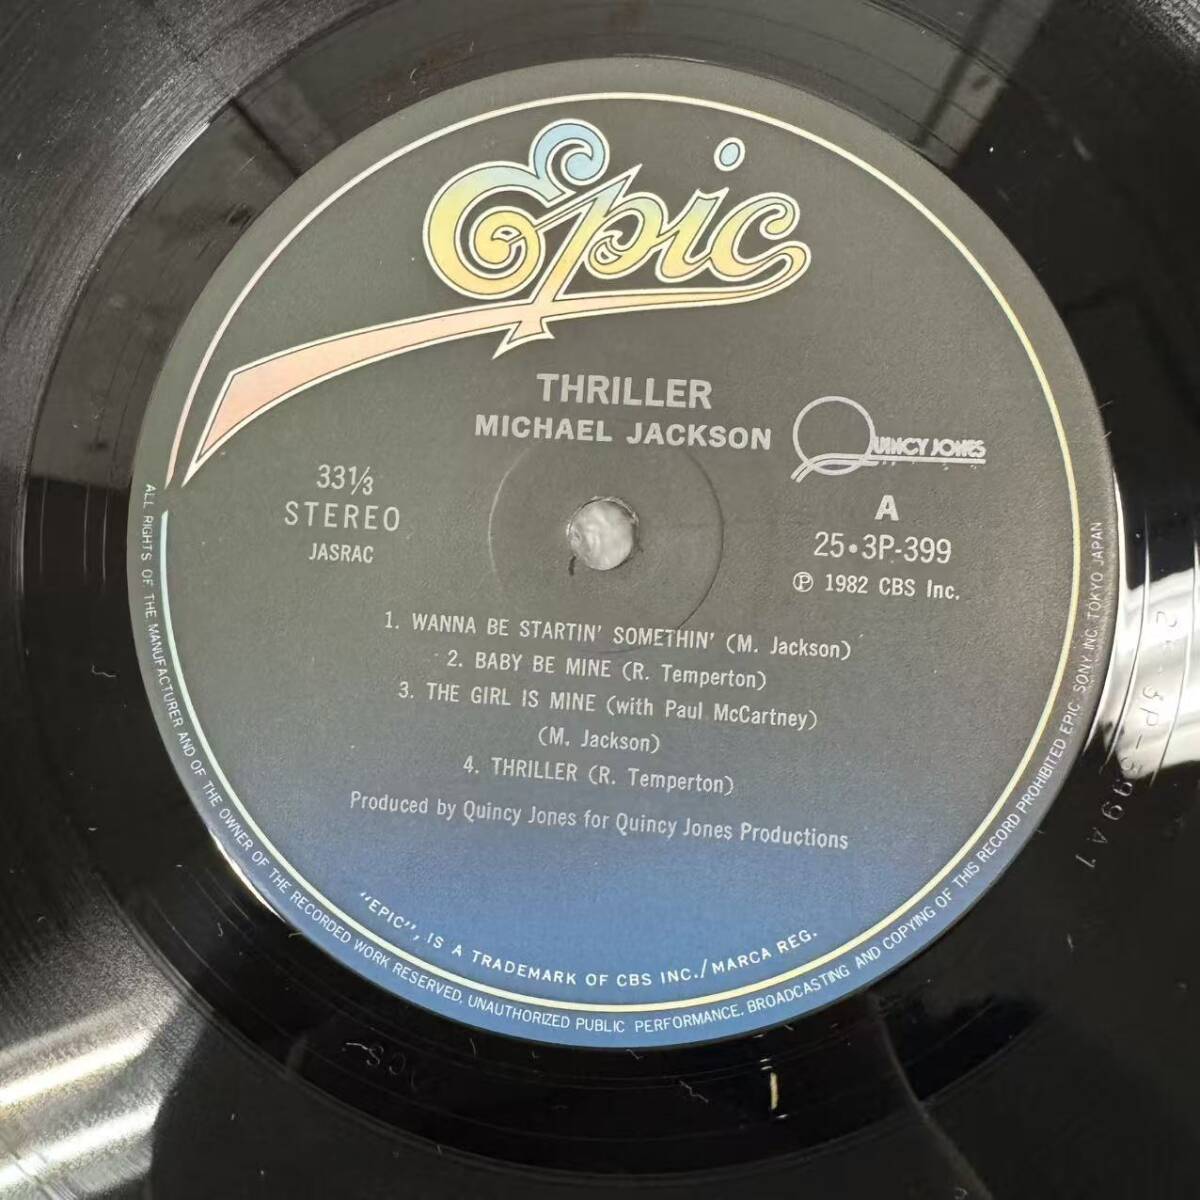 Epic
THRILLER
MICHAEL JACKSON
QUINCY JONES
33⅓
STEREO
JASRAC
A
25•3P-399
Ⓟ 1982 CBS Inc.
1. WANNA BE STARTIN' SOMETHIN' (M. Jackson)
2. BABY BE MINE (R. Temperton)
3. THE GIRL IS MINE (with Paul McCartney)
(M. Jackson)
4. THRILLER (R. Temperton)
Produced by Quincy Jones for Quincy Jones Productions
"EPIC", IS A TRADEMARK OF CBS INC./MARCA REG.
ALL RIGHTS OF THE MANUFACTURER AND OF THE OWNER OF THE RECORDED WORK RESERVED, UNAUTHORIZED PUBLIC PERFORMANCE, BROADCASTING AND COPYING OF THIS RECORD PROHIBITED EPIC SONY INC. TOKYO JAPAN